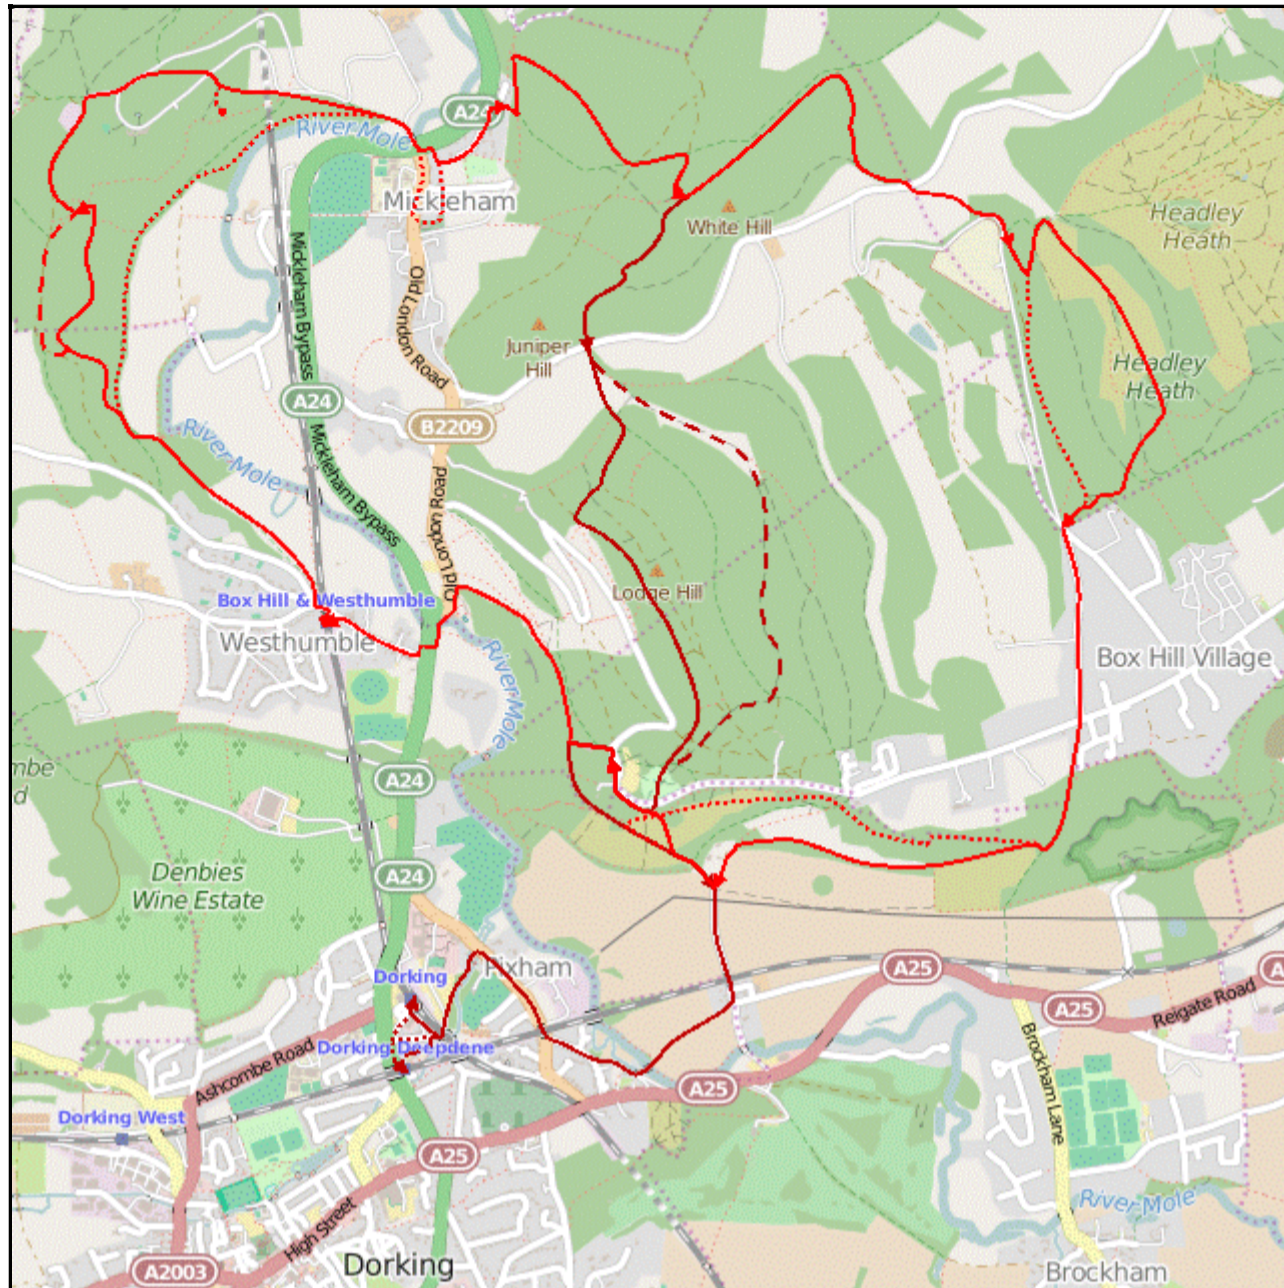 A24
River Mole
Mickleham
White Hill
Headley
Heath
Mickleham Bypass
Old London Road
Juniper
Hill
Headley
Heath
A24
B2209
Mickleham Bypass
River Mole
Old London Road
Lodge Hill
Box Hill & Westhumble
Westhumble
River Mole
Box Hill Village
mbe
d
A24
Denbies
Wine Estate
A24
Dorking
Pixham
A25
A25
Reigate Road
A
Dorking Deepdene
Ashcombe Road
Brockham Lane
A25
Dorking West
A25
High Street
River Mole
A2003
Dorking
Brockham